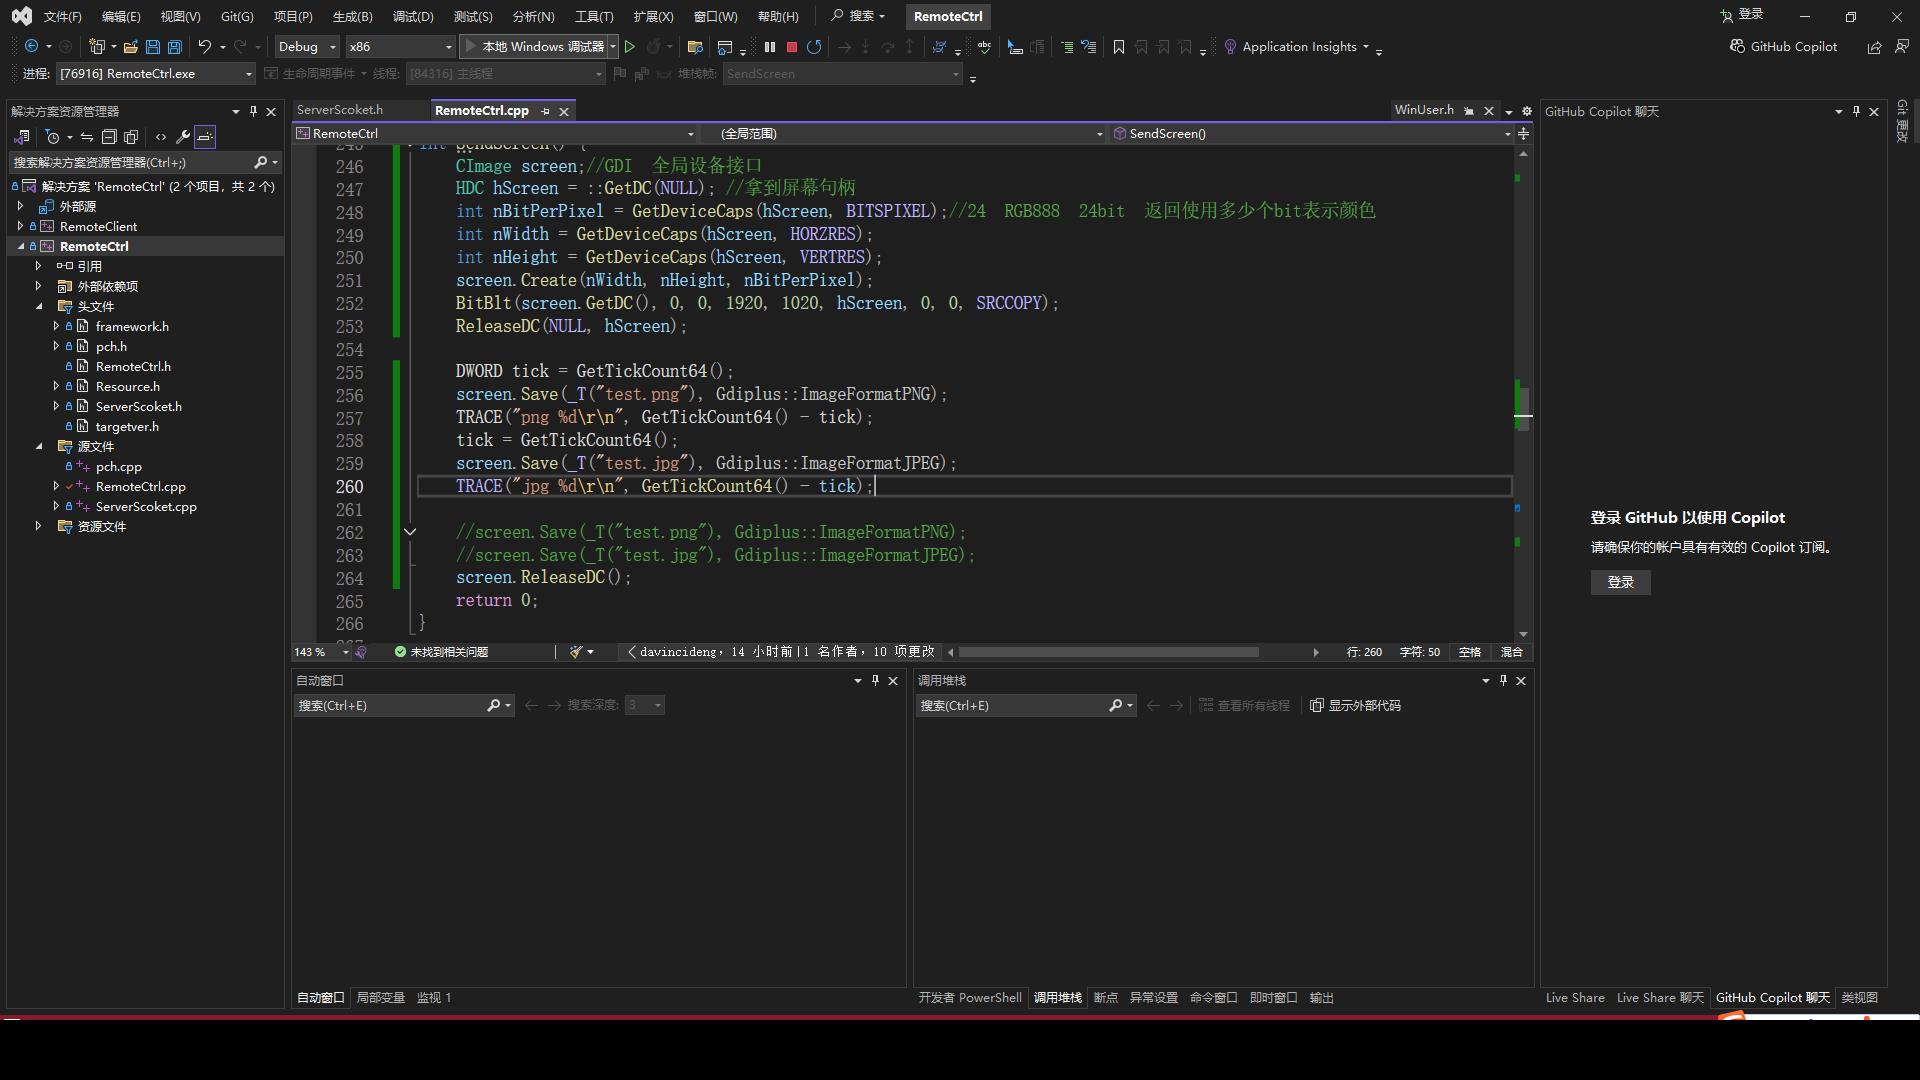 文件(F) 编辑(E) 视图(V) Git(G) 项目(P) 生成(B) 调试(D) 测试(S) 分析(N) 工具(T) 扩展(X) 窗口(W) 帮助(H) 搜索 RemoteCtrl 登录
Debug x86 本地 Windows 调试器 Application Insights GitHub Copilot
进程: [76916] RemoteCtrl.exe 生命周期事件 线程: [84316] 主线程 堆栈帧: SendScreen
解决方案资源管理器
搜索解决方案资源管理器(Ctrl+;)
解决方案 'RemoteCtrl' (2 个项目，共 2 个)
外部源
RemoteClient
RemoteCtrl
引用
外部依赖项
头文件
framework.h
pch.h
RemoteCtrl.h
Resource.h
ServerScoket.h
targetver.h
源文件
pch.cpp
RemoteCtrl.cpp
ServerScoket.cpp
资源文件
ServerScoket.h RemoteCtrl.cpp WinUser.h
RemoteCtrl (全局范围) SendScreen()
245 int SendScreen() {
246 CImage screen;//GDI 全局设备接口
247 HDC hScreen = ::GetDC(NULL); //拿到屏幕句柄
248 int nBitPerPixel = GetDeviceCaps(hScreen, BITSPIXEL);//24 RGB888 24bit 返回使用多少个bit表示颜色
249 int nWidth = GetDeviceCaps(hScreen, HORZRES);
250 int nHeight = GetDeviceCaps(hScreen, VERTRES);
251 screen.Create(nWidth, nHeight, nBitPerPixel);
252 BitBlt(screen.GetDC(), 0, 0, 1920, 1020, hScreen, 0, 0, SRCCOPY);
253 ReleaseDC(NULL, hScreen);
254
255 DWORD tick = GetTickCount64();
256 screen.Save(_T("test.png"), Gdiplus::ImageFormatPNG);
257 TRACE("png %d\r\n", GetTickCount64() - tick);
258 tick = GetTickCount64();
259 screen.Save(_T("test.jpg"), Gdiplus::ImageFormatJPEG);
260 TRACE("jpg %d\r\n", GetTickCount64() - tick);
261
262 //screen.Save(_T("test.png"), Gdiplus::ImageFormatPNG);
263 //screen.Save(_T("test.jpg"), Gdiplus::ImageFormatJPEG);
264 screen.ReleaseDC();
265 return 0;
266 }
267
143 % 未找到相关问题 davincideng，14 小时前|1 名作者，10 项更改 行: 260 字符: 50 空格 混合
自动窗口
搜索(Ctrl+E) 搜索深度: 3
自动窗口 局部变量 监视 1
调用堆栈
搜索(Ctrl+E) 查看所有线程 显示外部代码
开发者 PowerShell 调用堆栈 断点 异常设置 命令窗口 即时窗口 输出
GitHub Copilot 聊天
登录 GitHub 以使用 Copilot
请确保你的帐户具有有效的 Copilot 订阅。
登录
Live Share Live Share 聊天 GitHub Copilot 聊天 类视图
Git 更改